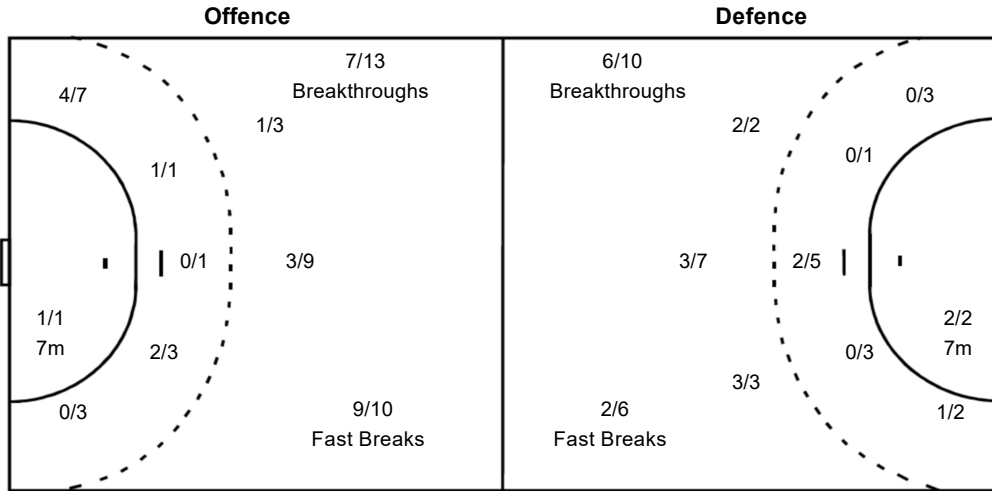 Offence
Defence
7/13
Breakthroughs
6/10
Breakthroughs
4/7
0/3
1/3
2/2
1/1
0/1
0/1
3/9
3/7
2/5
1/1
7m
2/2
7m
2/3
0/3
3/3
0/3
9/10
Fast Breaks
2/6
Fast Breaks
1/2